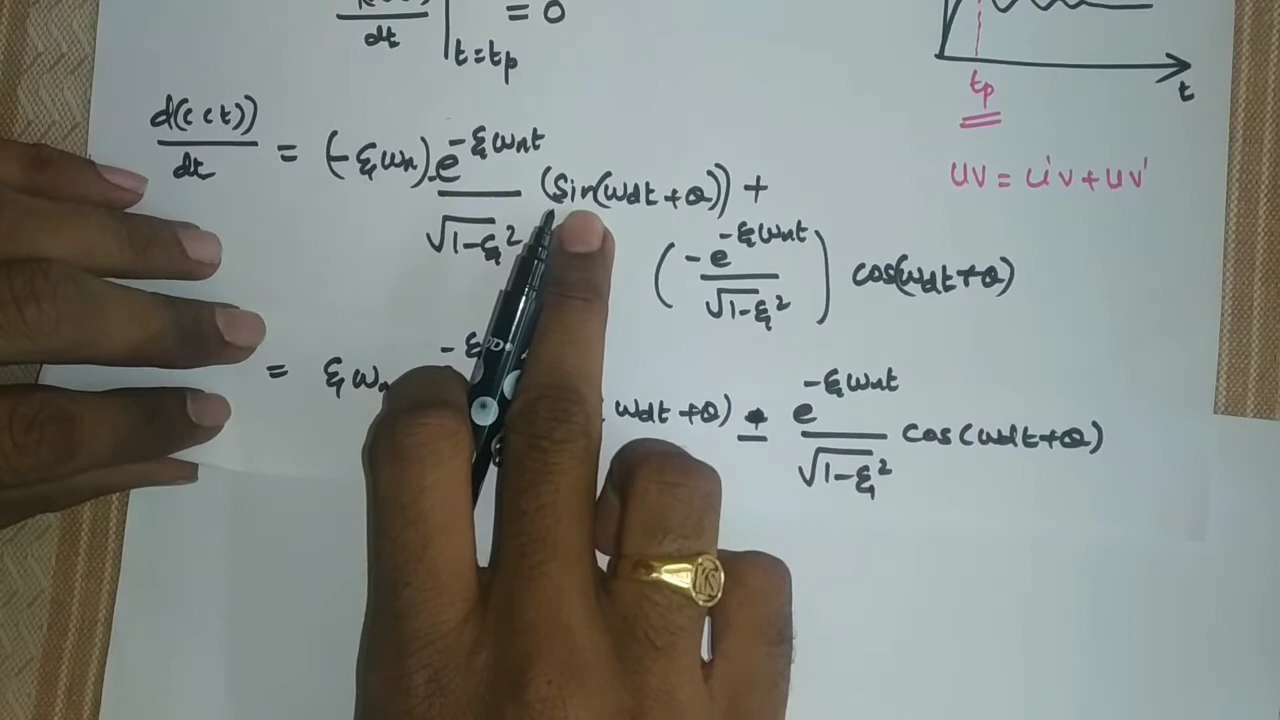 dt | t=tp = 0
tp
t
d(c(t))/dt = (-ξωn) -e^-ξωnt/√1-ξ² (sin(ωdt+θ)) +
uv = u'v+uv'
(-e^-ξωnt/√1-ξ²) cos(ωdt+θ)
= ξωn ωdt+θ) - e^-ξωnt/√1-ξ² cos(ωdt+θ)
KS